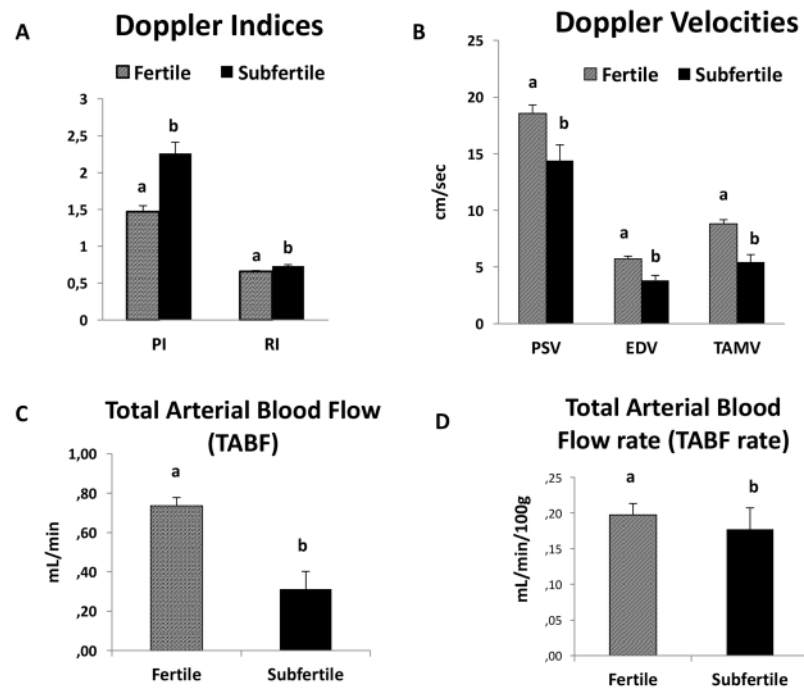 A
Doppler Indices
Fertile Subfertile
3
2,5
2
1,5
1
0,5
0
a
b
a
b
PI RI
B
Doppler Velocities
Fertile Subfertile
25
20
15
10
5
0
cm/sec
a
b
a
b
a
b
PSV EDV TAMV
C
Total Arterial Blood Flow
(TABF)
1,00
,80
,60
,40
,20
,00
mL/min
a
b
Fertile Subfertile
D
Total Arterial Blood
Flow rate (TABF rate)
,25
,20
,15
,10
,05
,00
mL/min/100g
a
b
Fertile Subfertile